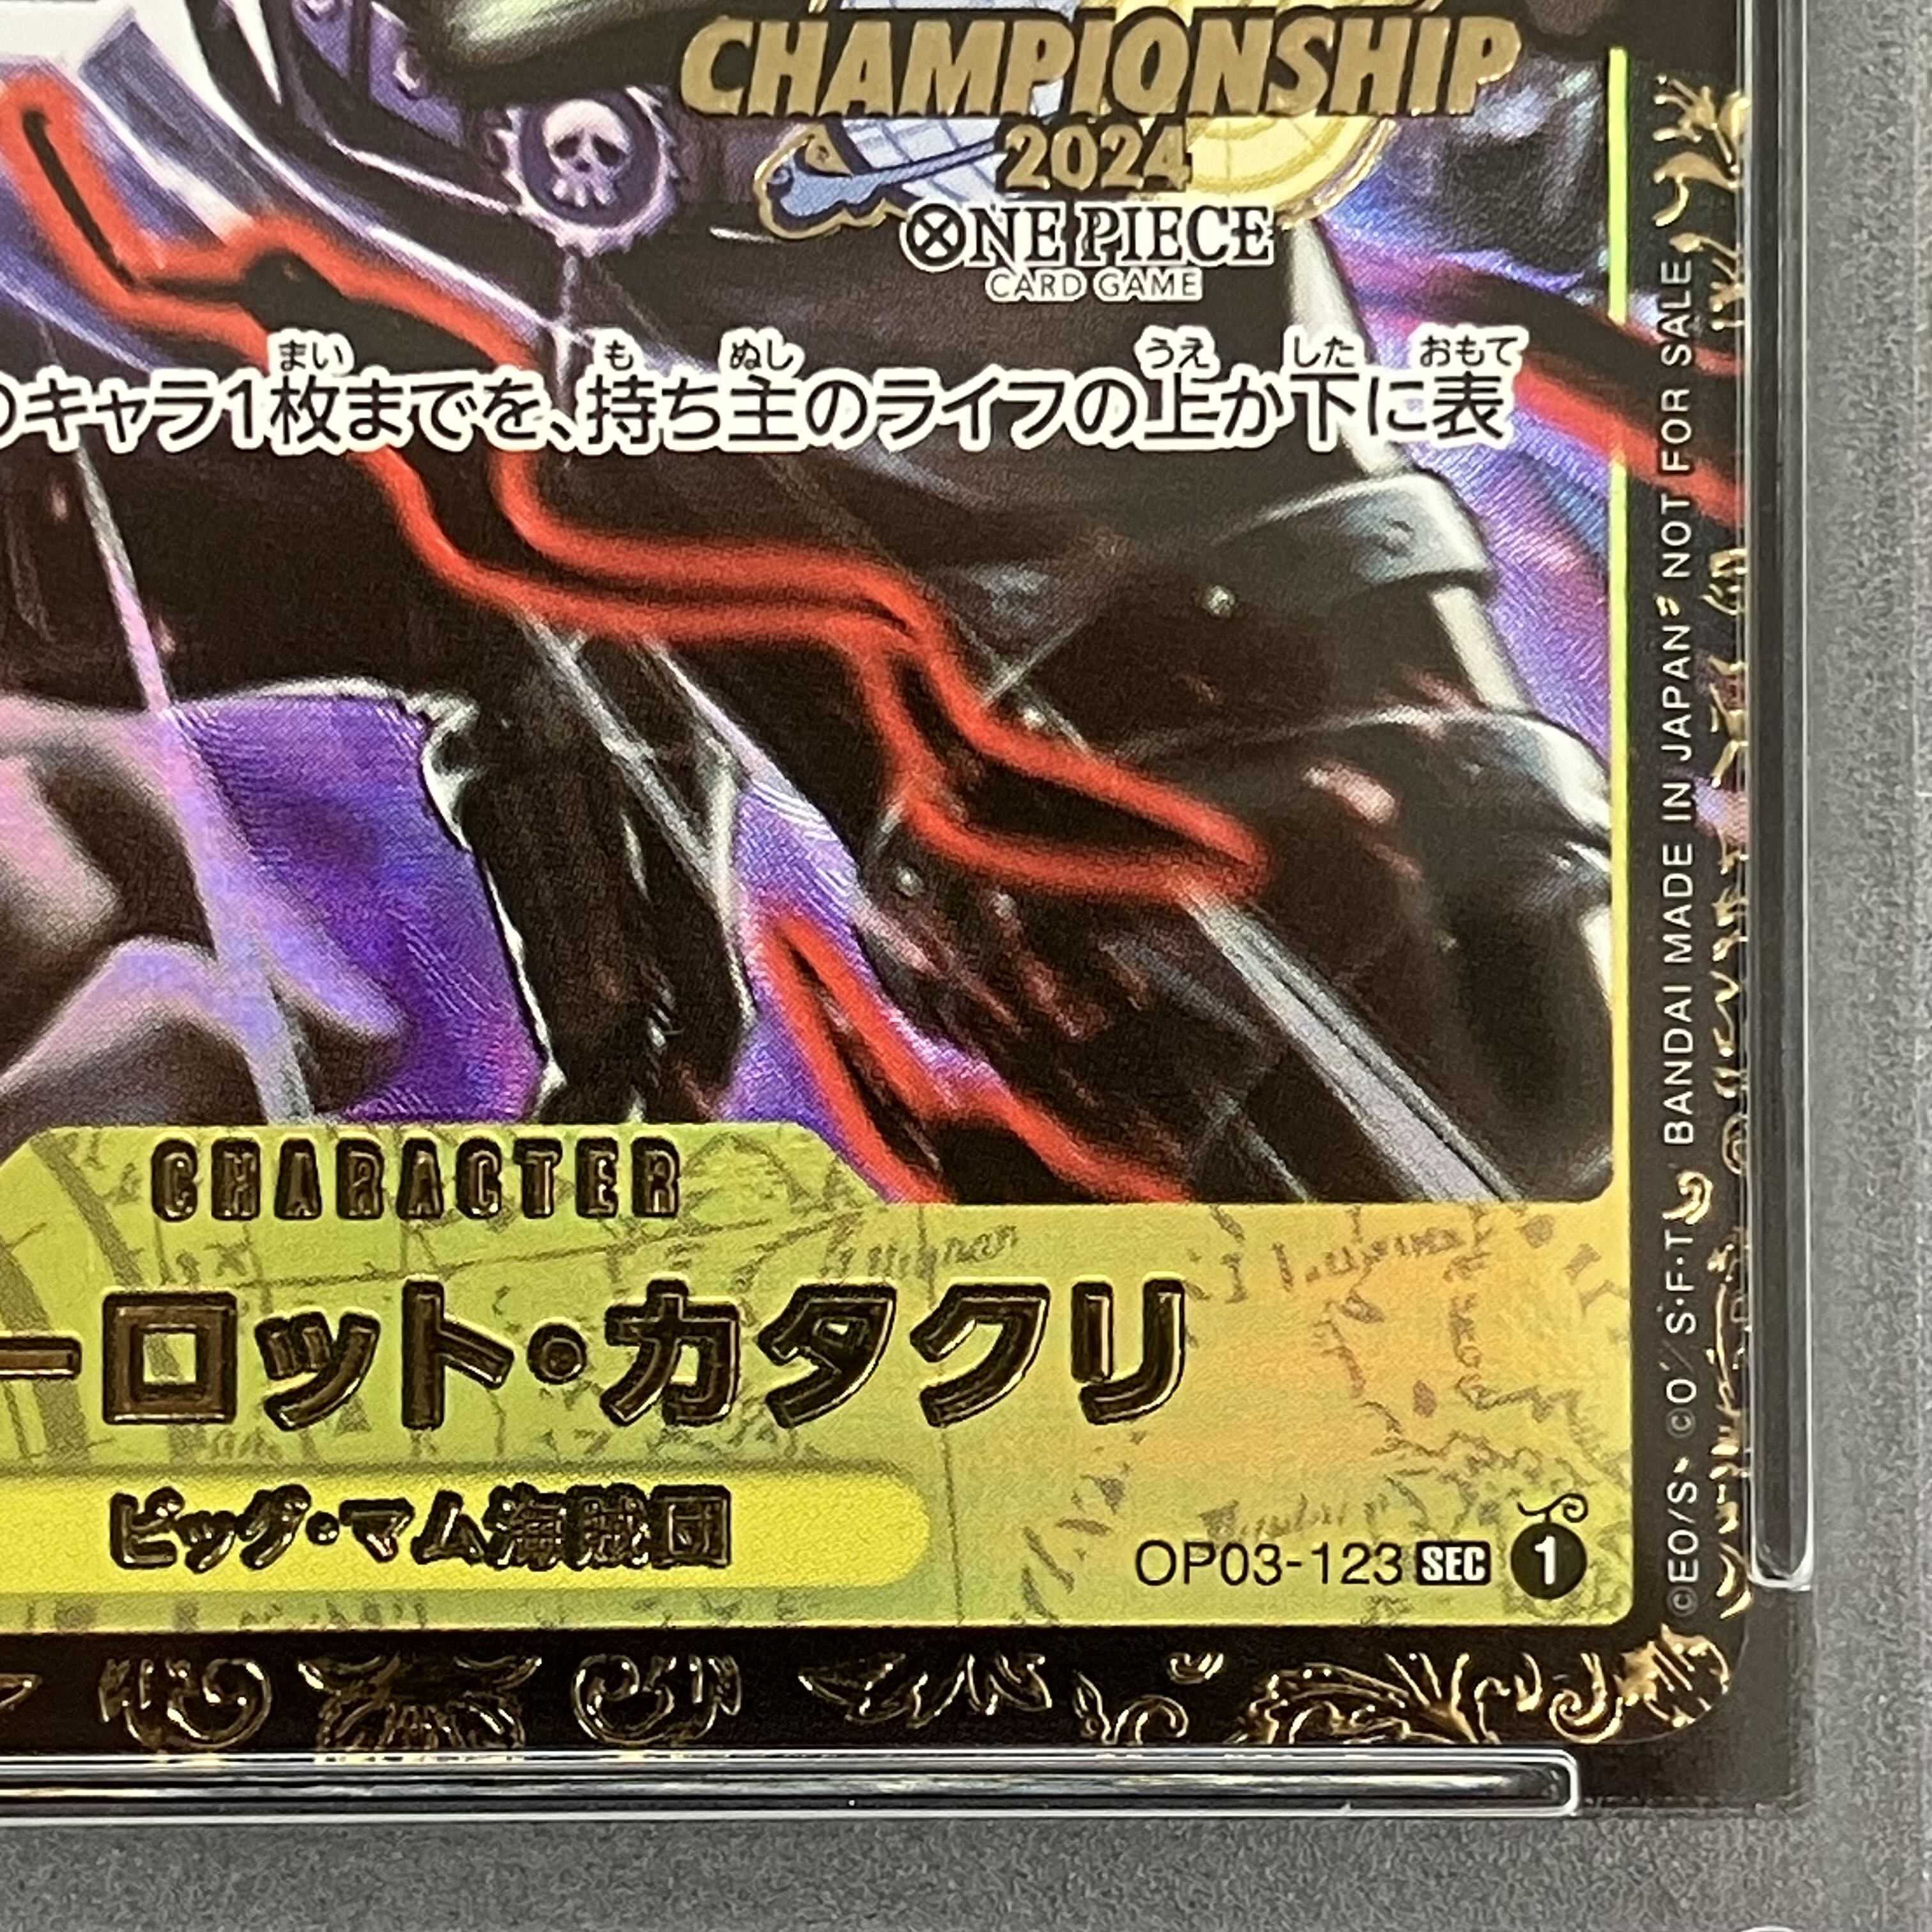 CHAMPIONSHIP
2024
ONE PIECE
CARD GAME
まい も ぬし うえ した おもて
のキャラ1枚までを、持ち主のライフの上か下に表
CHARACTER
ーロット・カタクリ
ビッグ・マム海賊団
OP03-123 SEC 1
©EO/S、 ©O/S・F・T BANDAI MADE IN JAPAN NOT FOR SALE